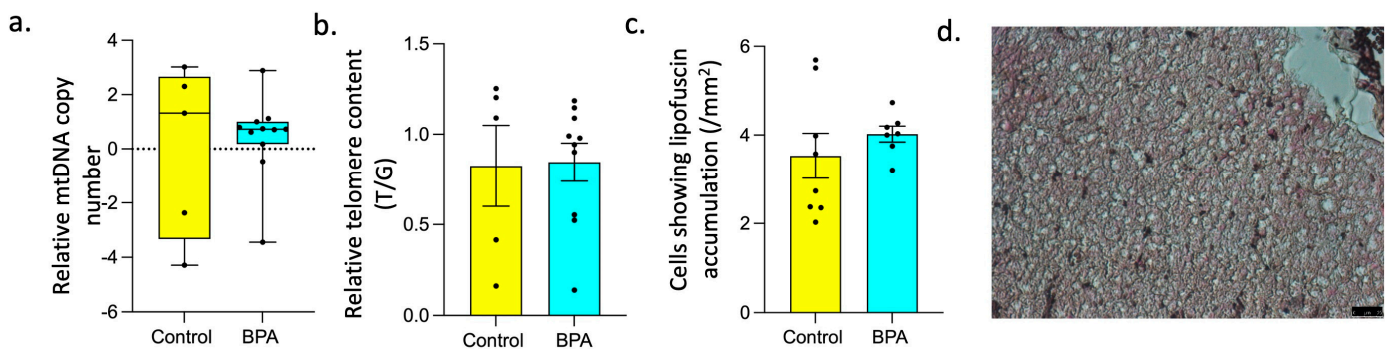 a.
Relative mtDNA copy
number
4
2
0
-2
-4
-6
Control
BPA
b.
Relative telomere content
(T/G)
1.5
1.0
0.5
0.0
Control
BPA
c.
Cells showing lipofuscin
accumulation (/mm²)
6
4
2
0
Control
BPA
d.